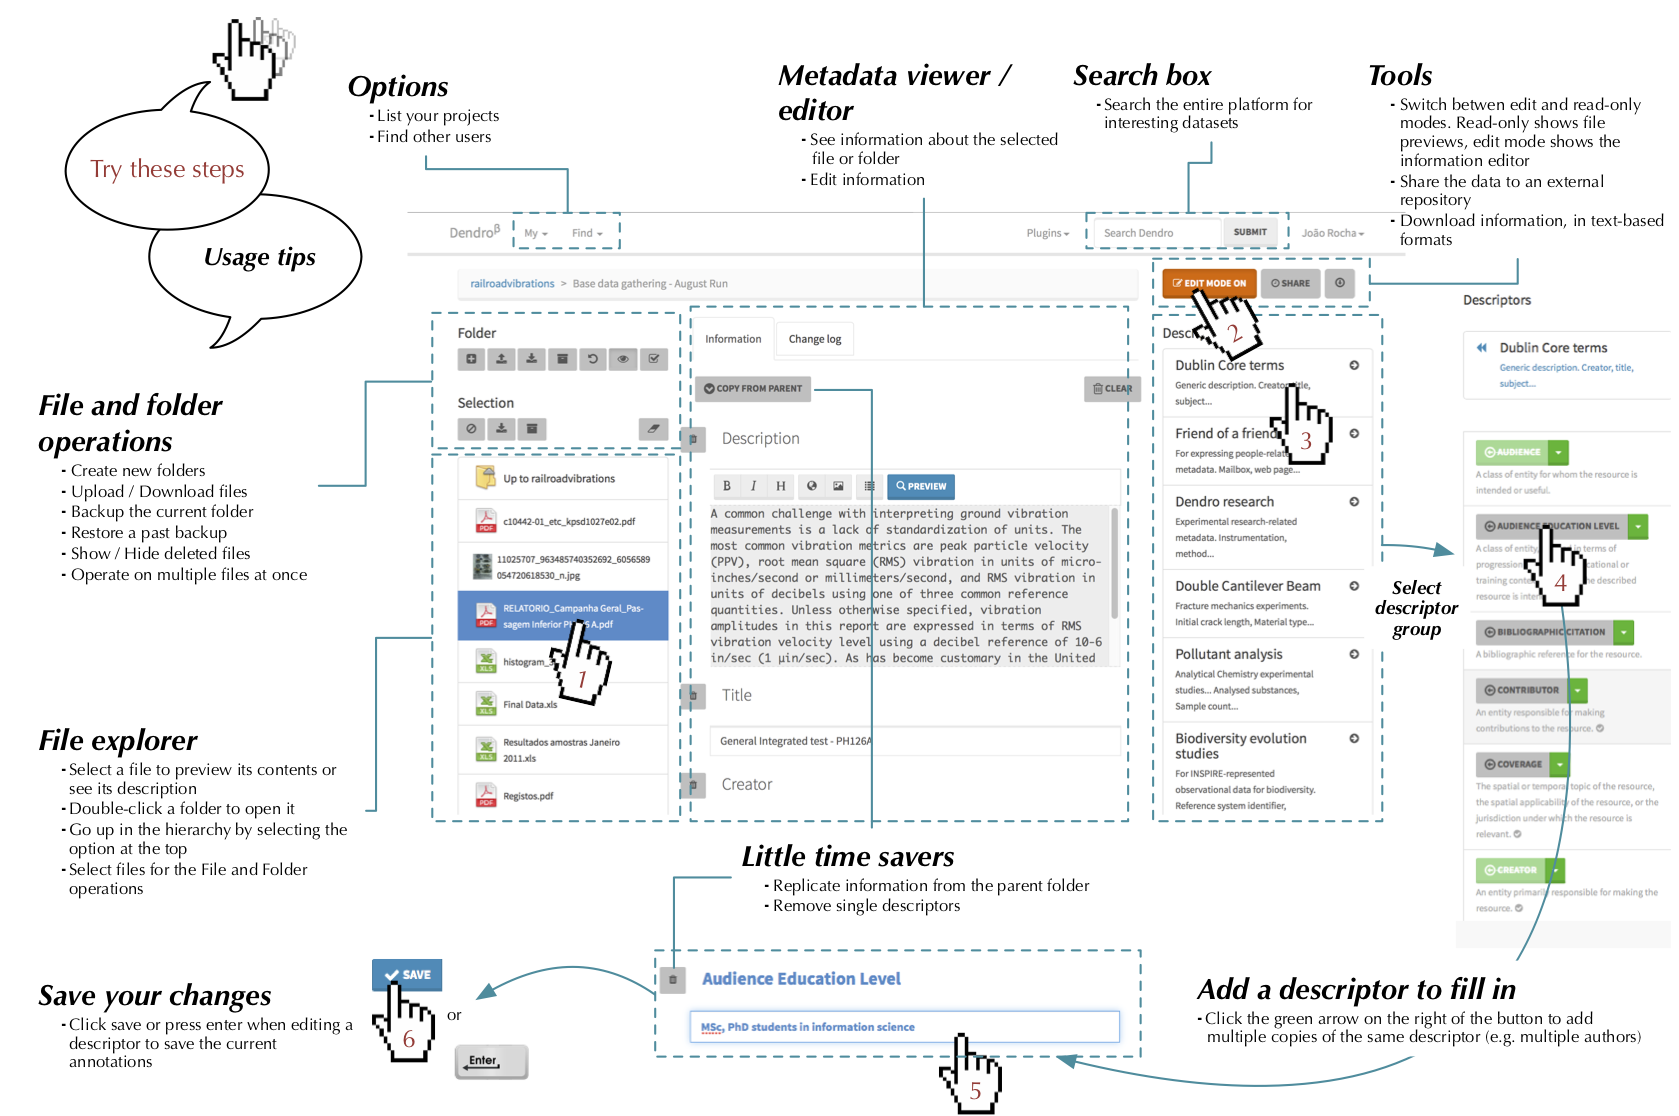 Try these steps
Usage tips
Options
- List your projects
- Find other users
Metadata viewer /
editor
- See information about the selected
file or folder
- Edit information
Search box
- Search the entire platform for
interesting datasets
Tools
- Switch betwen edit and read-only
modes. Read-only shows file
previews, edit mode shows the
information editor
- Share the data to an external
repository
- Download information, in text-based
formats
Dendroβ
My
Find
Plugins
Search Dendro
SUBMIT
João Rocha
railroadvibrations > Base data gathering - August Run
EDIT MODE ON
SHARE
2
File and folder
operations
- Create new folders
- Upload / Download files
- Backup the current folder
- Restore a past backup
- Show / Hide deleted files
- Operate on multiple files at once
Folder
Selection
Up to railroadvibrations
c10442-01_etc_kpsd1027e02.pdf
11025707_963485740352692_6056589
054720618530_n.jpg
RELATORIO_Campanha Geral_Pas-
sagem Inferior
A.pdf
1
Final Data.xls
Resultados amostras Janeiro
2011.xls
Registos.pdf
File explorer
- Select a file to preview its contents or
see its description
- Double-click a folder to open it
- Go up in the hierarchy by selecting the
option at the top
- Select files for the File and Folder
operations
Information
Change log
COPY FROM PARENT
CLEAR
Description
B I H
PREVIEW
A common challenge with interpreting ground vibration
measurements is a lack of standardization of units. The
most common vibration metrics are peak particle velocity
(PPV), root mean square (RMS) vibration in units of micro-
inches/second or millimeters/second, and RMS vibration in
units of decibels using one of three common reference
quantities. Unless otherwise specified, vibration
amplitudes in this report are expressed in terms of RMS
vibration velocity level using a decibel reference of 10-6
in/sec (1 μin/sec). As has become customary in the United
Title
General Integrated test - PH126A
Creator
Dublin Core terms
Generic description. Creator, title,
subject...
3
Friend of a friend
For expressing people-
metadata. Mailbox, web page...
Dendro research
Experimental research-related
metadata. Instrumentation,
method...
Double Cantilever Beam
Fracture mechanics experiments.
Initial crack length, Material type...
Pollutant analysis
Analytical Chemistry experimental
studies... Analysed substances,
Sample count...
Biodiversity evolution
studies
For INSPIRE-represented
observational data for biodiversity.
Reference system identifier,
Select
descriptor
group
Descriptors
Dublin Core terms
Generic description. Creator, title,
subject...
AUDIENCE
A class of entity for whom the resource is
intended or useful.
AUDIENCE EDUCATION LEVEL
A class of entity, in terms of
progression
training
the described
resource is
4
BIBLIOGRAPHIC CITATION
A bibliographic reference for the resource.
CONTRIBUTOR
An entity responsible for making
contributions to the resource.
COVERAGE
The spatial or temporal topic of the resource,
the spatial applicability of the resource, or the
jurisdiction under which the resource is
relevant.
CREATOR
An entity primarily responsible for making the
resource.
Little time savers
- Replicate information from the parent folder
- Remove single descriptors
Save your changes
- Click save or press enter when editing a
descriptor to save the current
annotations
SAVE
6
or
Enter
Audience Education Level
MSc, PhD students in information science
5
Add a descriptor to fill in
- Click the green arrow on the right of the button to add
multiple copies of the same descriptor (e.g. multiple authors)